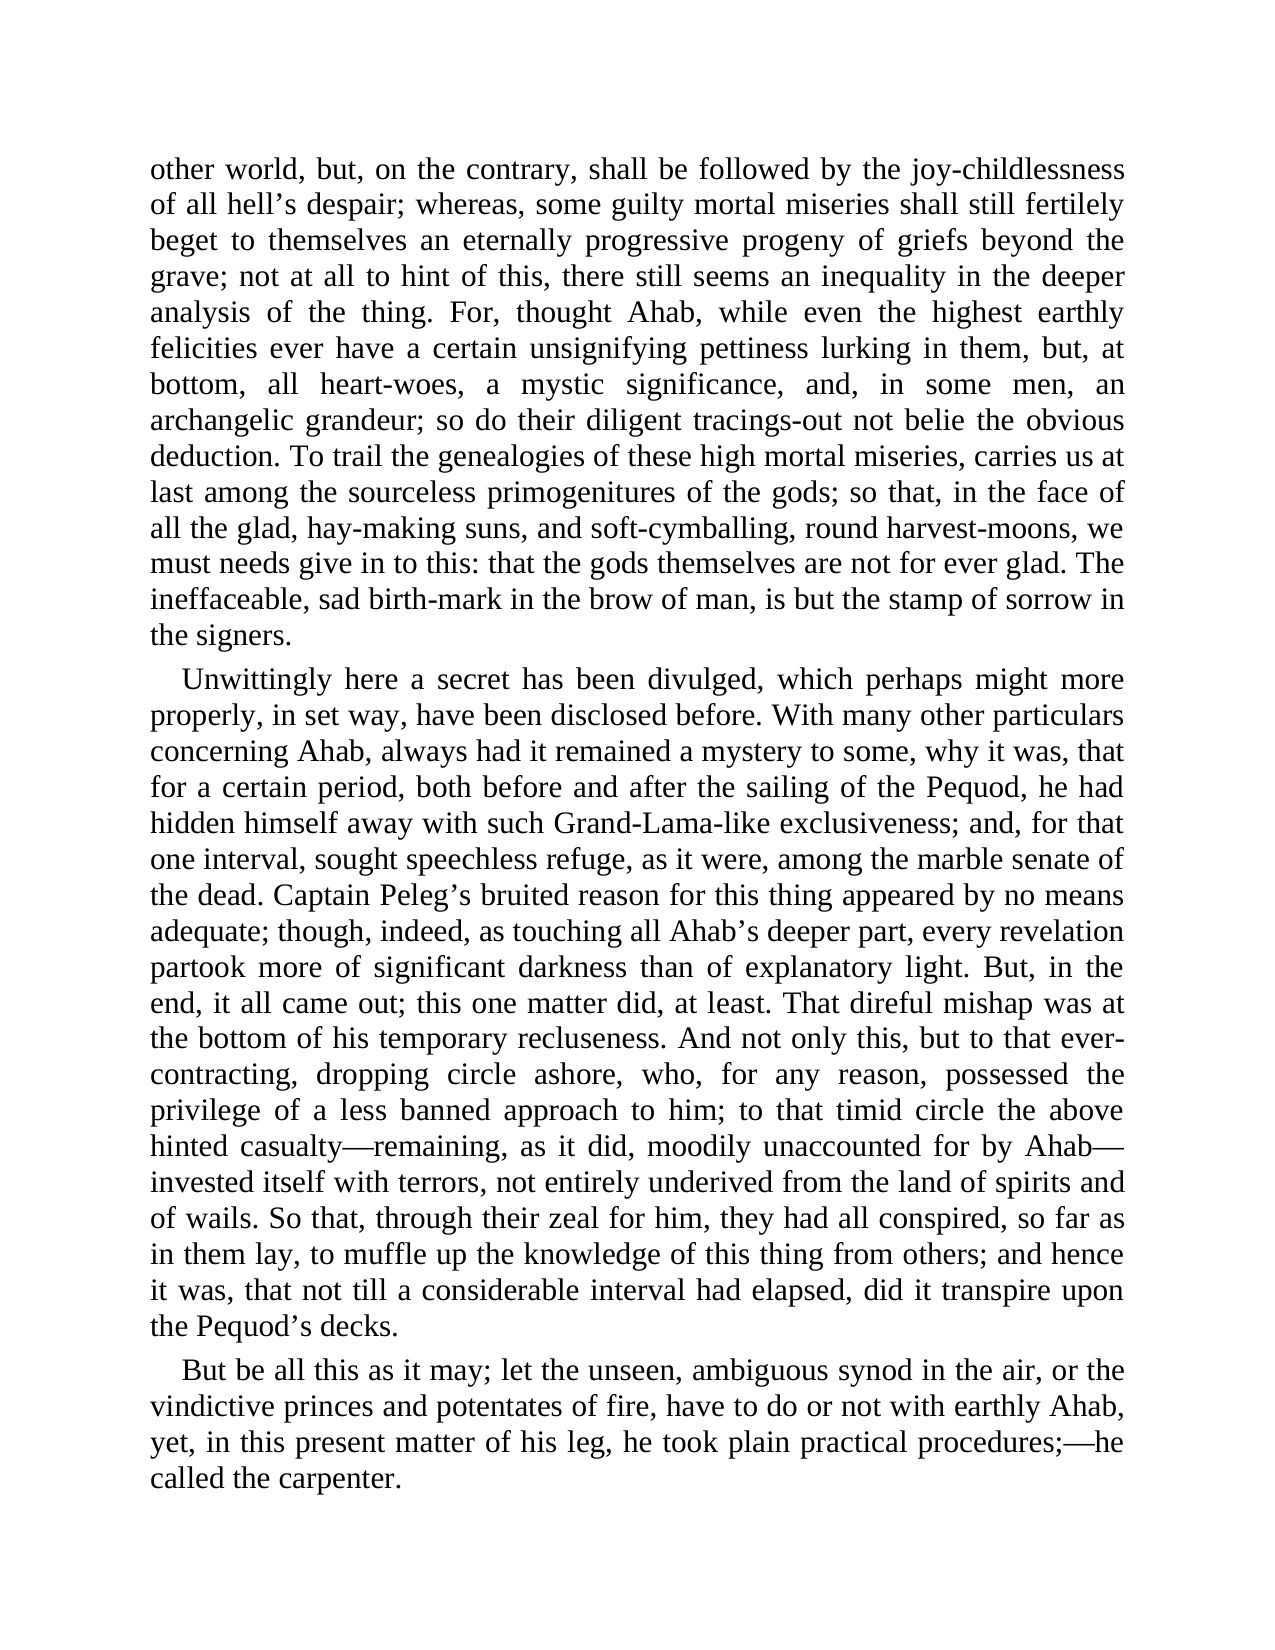 other world, but, on the contrary, shall be followed by the joy-childlessness
of all hell’s despair; whereas, some guilty mortal miseries shall still fertilely
beget to themselves an eternally progressive progeny of griefs beyond the
grave; not at all to hint of this, there still seems an inequality in the deeper
analysis of the thing. For, thought Ahab, while even the highest earthly
felicities ever have a certain unsignifying pettiness lurking in them, but, at
bottom, all heart-woes, a mystic significance, and, in some men, an
archangelic grandeur; so do their diligent tracings-out not belie the obvious
deduction. To trail the genealogies of these high mortal miseries, carries us at
last among the sourceless primogenitures of the gods; so that, in the face of
all the glad, hay-making suns, and soft-cymballing, round harvest-moons, we
must needs give in to this: that the gods themselves are not for ever glad. The
ineffaceable, sad birth-mark in the brow of man, is but the stamp of sorrow in
the signers.
Unwittingly here a secret has been divulged, which perhaps might more
properly, in set way, have been disclosed before. With many other particulars
concerning Ahab, always had it remained a mystery to some, why it was, that
for a certain period, both before and after the sailing of the Pequod, he had
hidden himself away with such Grand-Lama-like exclusiveness; and, for that
one interval, sought speechless refuge, as it were, among the marble senate of
the dead. Captain Peleg’s bruited reason for this thing appeared by no means
adequate; though, indeed, as touching all Ahab’s deeper part, every revelation
partook more of significant darkness than of explanatory light. But, in the
end, it all came out; this one matter did, at least. That direful mishap was at
the bottom of his temporary recluseness. And not only this, but to that ever-
contracting, dropping circle ashore, who, for any reason, possessed the
privilege of a less banned approach to him; to that timid circle the above
hinted casualty—remaining, as it did, moodily unaccounted for by Ahab—
invested itself with terrors, not entirely underived from the land of spirits and
of wails. So that, through their zeal for him, they had all conspired, so far as
in them lay, to muffle up the knowledge of this thing from others; and hence
it was, that not till a considerable interval had elapsed, did it transpire upon
the Pequod’s decks.
But be all this as it may; let the unseen, ambiguous synod in the air, or the
vindictive princes and potentates of fire, have to do or not with earthly Ahab,
yet, in this present matter of his leg, he took plain practical procedures;—he
called the carpenter.